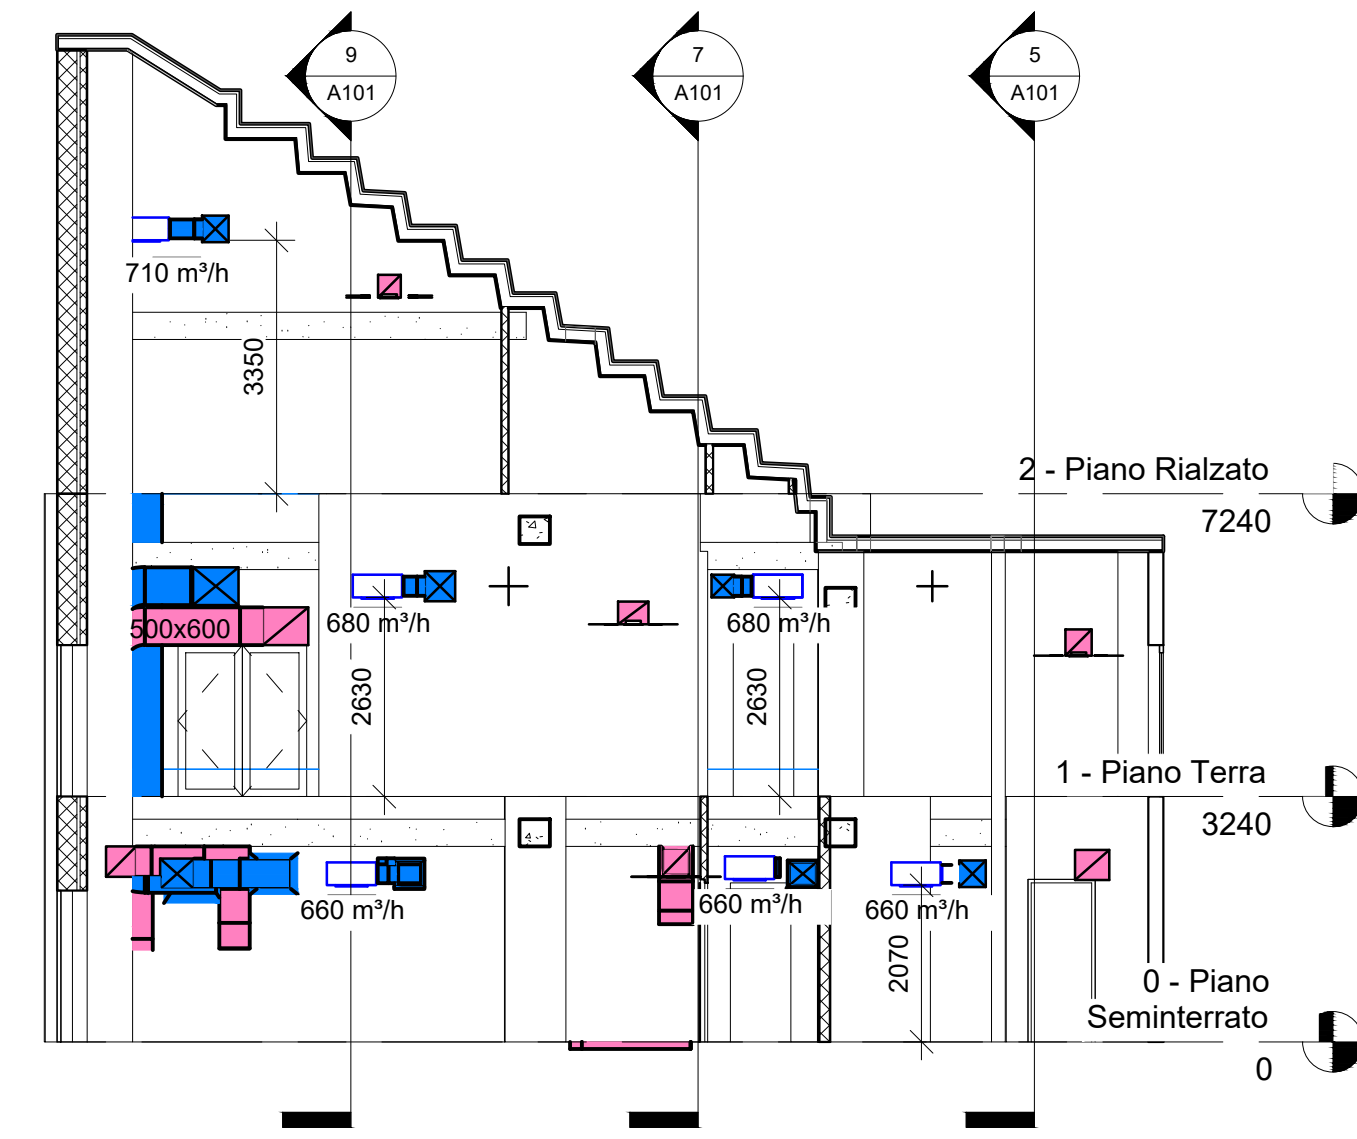 9
A101
7
A101
5
A101
710 m³/h
3350
2 - Piano Rialzato
7240
500x600
680 m³/h
680 m³/h
2630
2630
1 - Piano Terra
3240
660 m³/h
660 m³/h
660 m³/h
2070
0 - Piano
Seminterrato
0